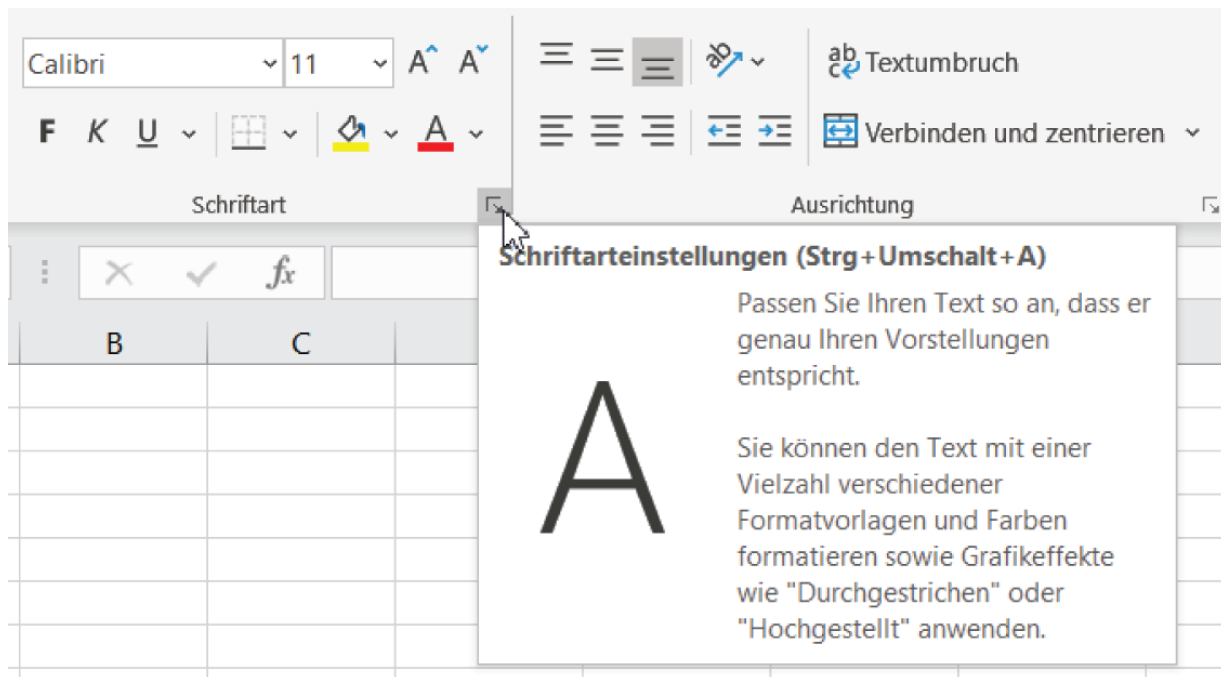 Calibri 11 A A ab Textumbruch
F K U A Verbinden und zentrieren
Schriftart Ausrichtung
fx
Schriftarteinstellungen (Strg+Umschalt+A)
B C
Passen Sie Ihren Text so an, dass er
genau Ihren Vorstellungen
entspricht.
A
Sie können den Text mit einer
Vielzahl verschiedener
Formatvorlagen und Farben
formatieren sowie Grafikeffekte
wie "Durchgestrichen" oder
"Hochgestellt" anwenden.